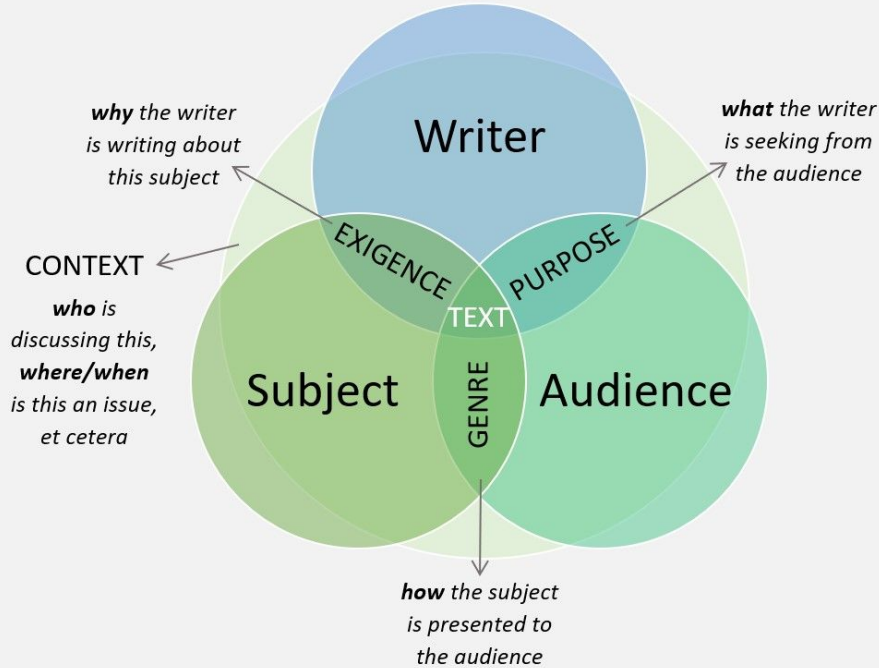 why the writer
is writing about
this subject
what the writer
is seeking from
the audience
Writer
EXIGENCE
PURPOSE
CONTEXT
who is
discussing this,
where/when
is this an issue,
et cetera
TEXT
Subject
GENRE
Audience
how the subject
is presented to
the audience